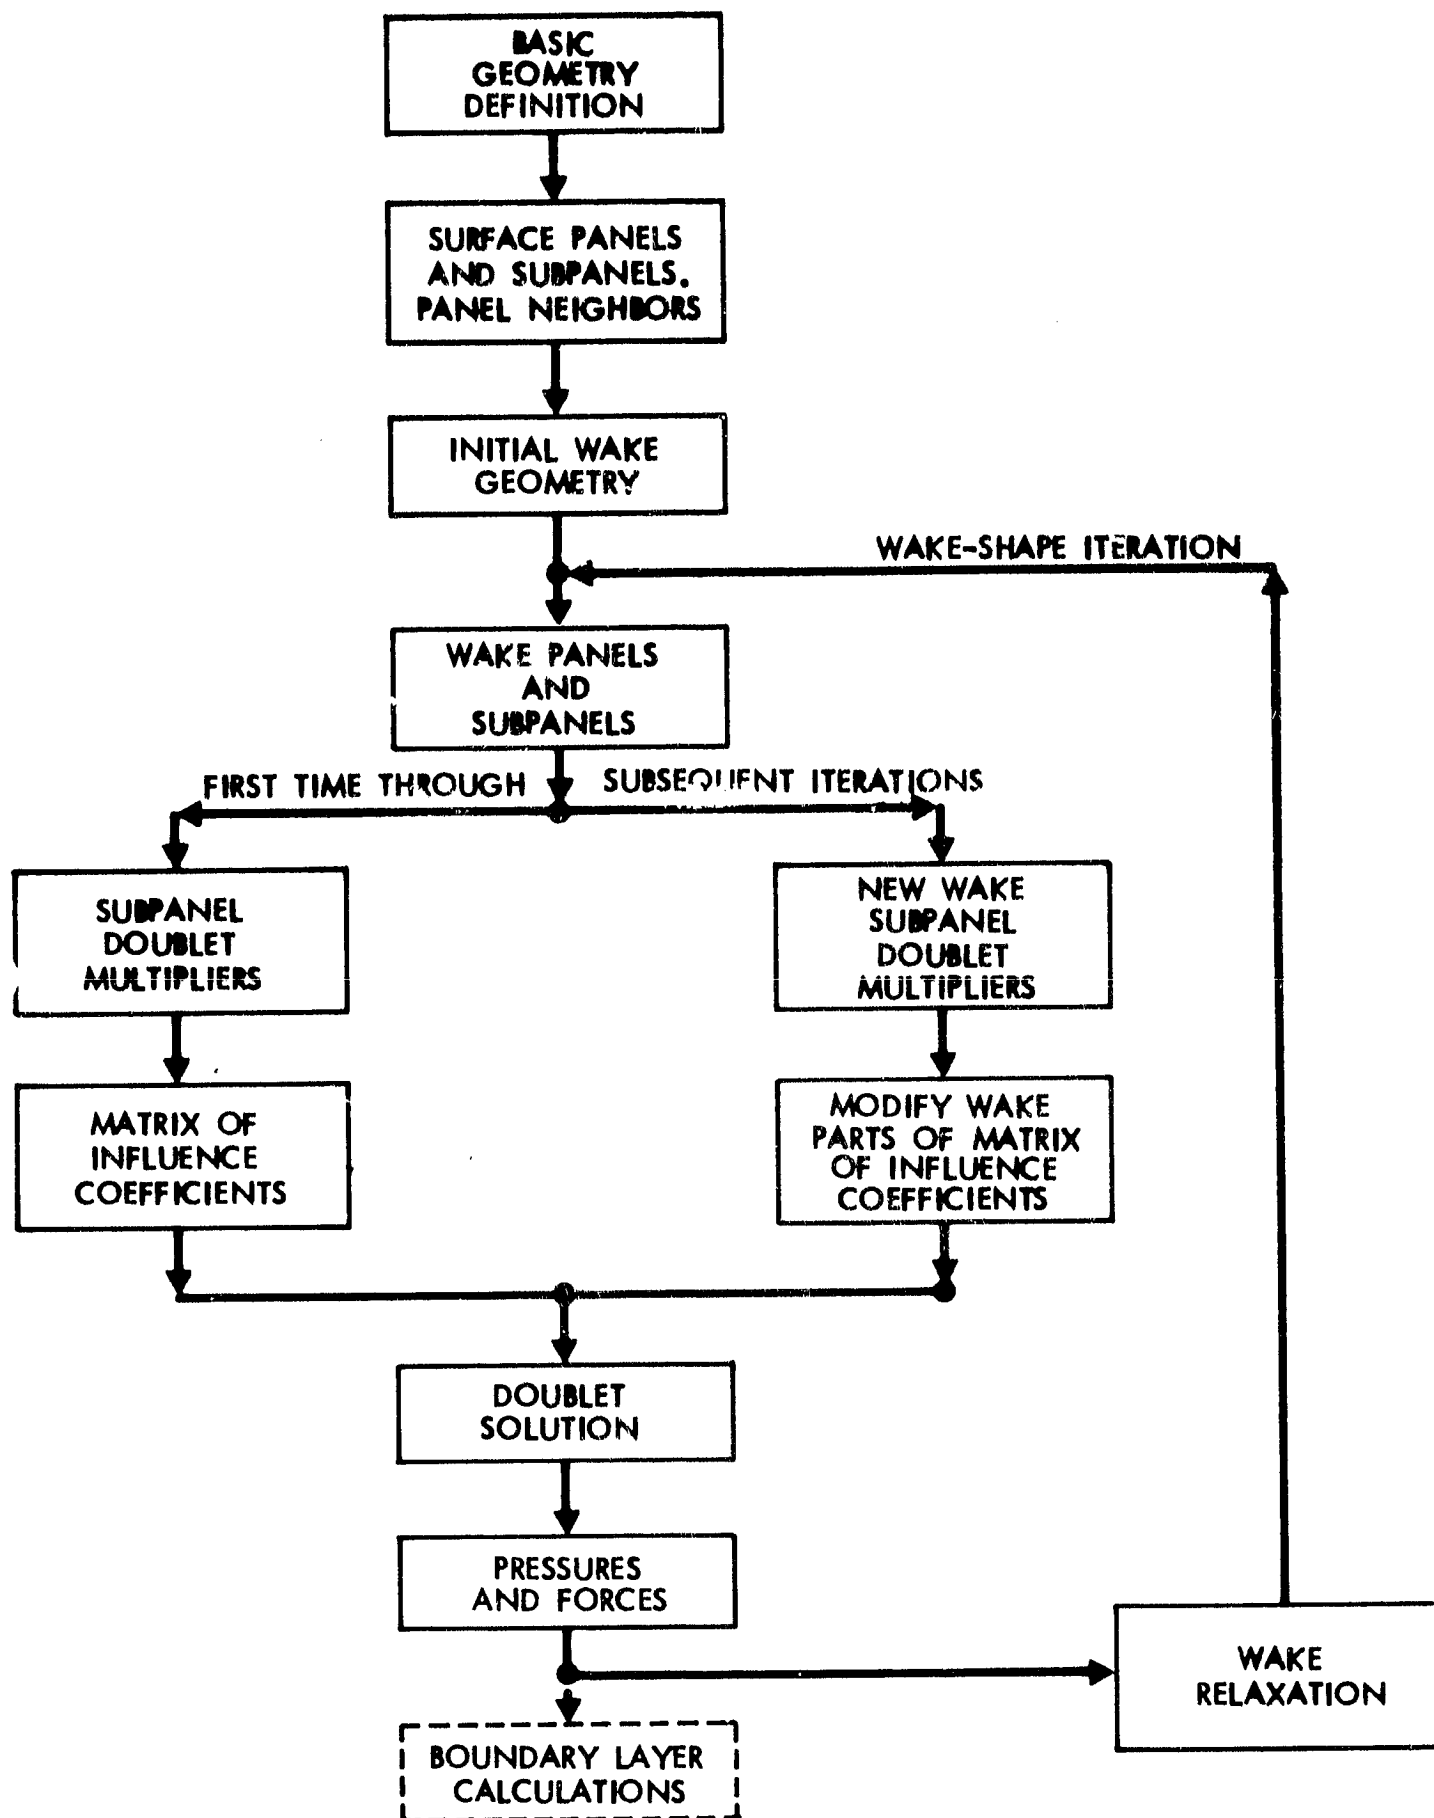 BASIC
GEOMETRY
DEFINITION
SURFACE PANELS
AND SUBPANELS.
PANEL NEIGHBORS
INITIAL WAKE
GEOMETRY
WAKE-SHAPE ITERATION
WAKE PANELS
AND
SUBPANELS
FIRST TIME THROUGH
SUBSEQUENT ITERATIONS
SUBPANEL
DOUBLET
MULTIPLIERS
NEW WAKE
SUBPANEL
DOUBLET
MULTIPLIERS
MATRIX OF
INFLUENCE
COEFFICIENTS
MODIFY WAKE
PARTS OF MATRIX
OF INFLUENCE
COEFFICIENTS
DOUBLET
SOLUTION
PRESSURES
AND FORCES
WAKE
RELAXATION
BOUNDARY LAYER
CALCULATIONS